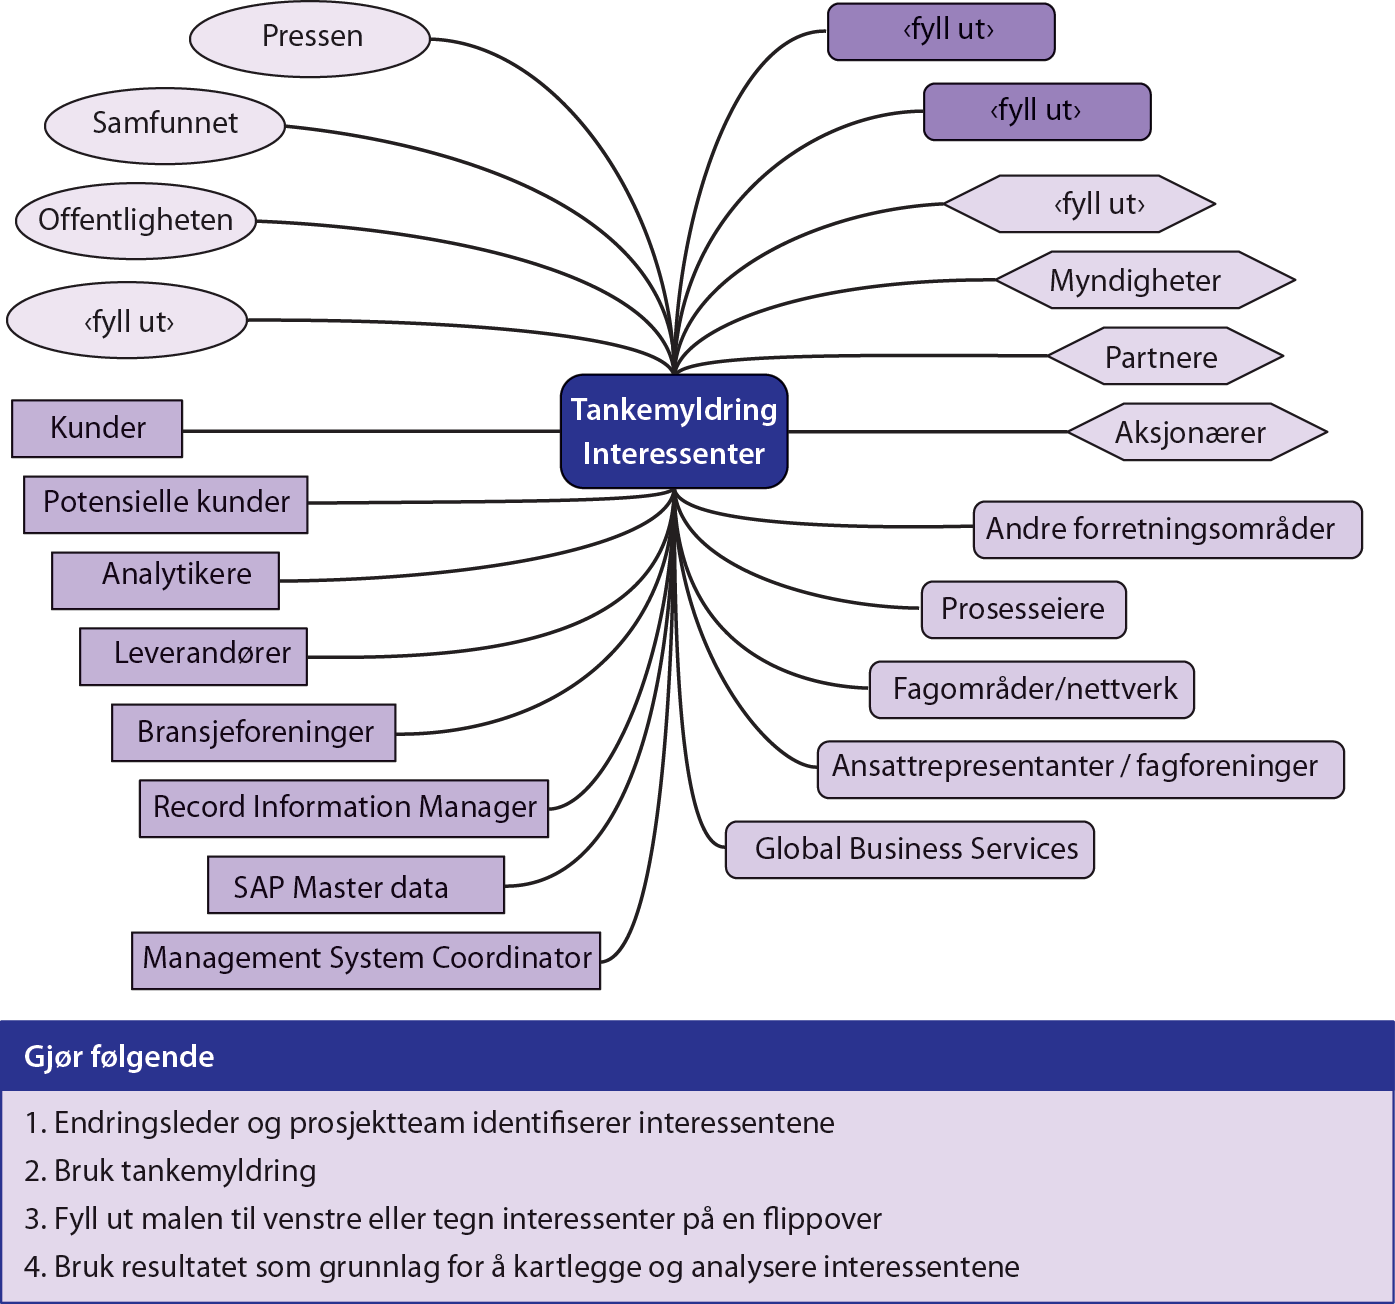 Pressen
Samfunnet
Offentligheten
‹fyll ut›
Kunder
Potensielle kunder
Analytikere
Leverandører
Bransjeforeninger
Record Information Manager
SAP Master data
Management System Coordinator
Tankemyldring
Interessenter
‹fyll ut›
‹fyll ut›
‹fyll ut›
Myndigheter
Partnere
Aksjonærer
Andre forretningsområder
Prosesseiere
Fagområder/nettverk
Ansattrepresentanter / fagforeninger
Global Business Services
Gjør følgende
1. Endringsleder og prosjektteam identifiserer interessentene
2. Bruk tankemyldring
3. Fyll ut malen til venstre eller tegn interessenter på en flippover
4. Bruk resultatet som grunnlag for å kartlegge og analysere interessentene